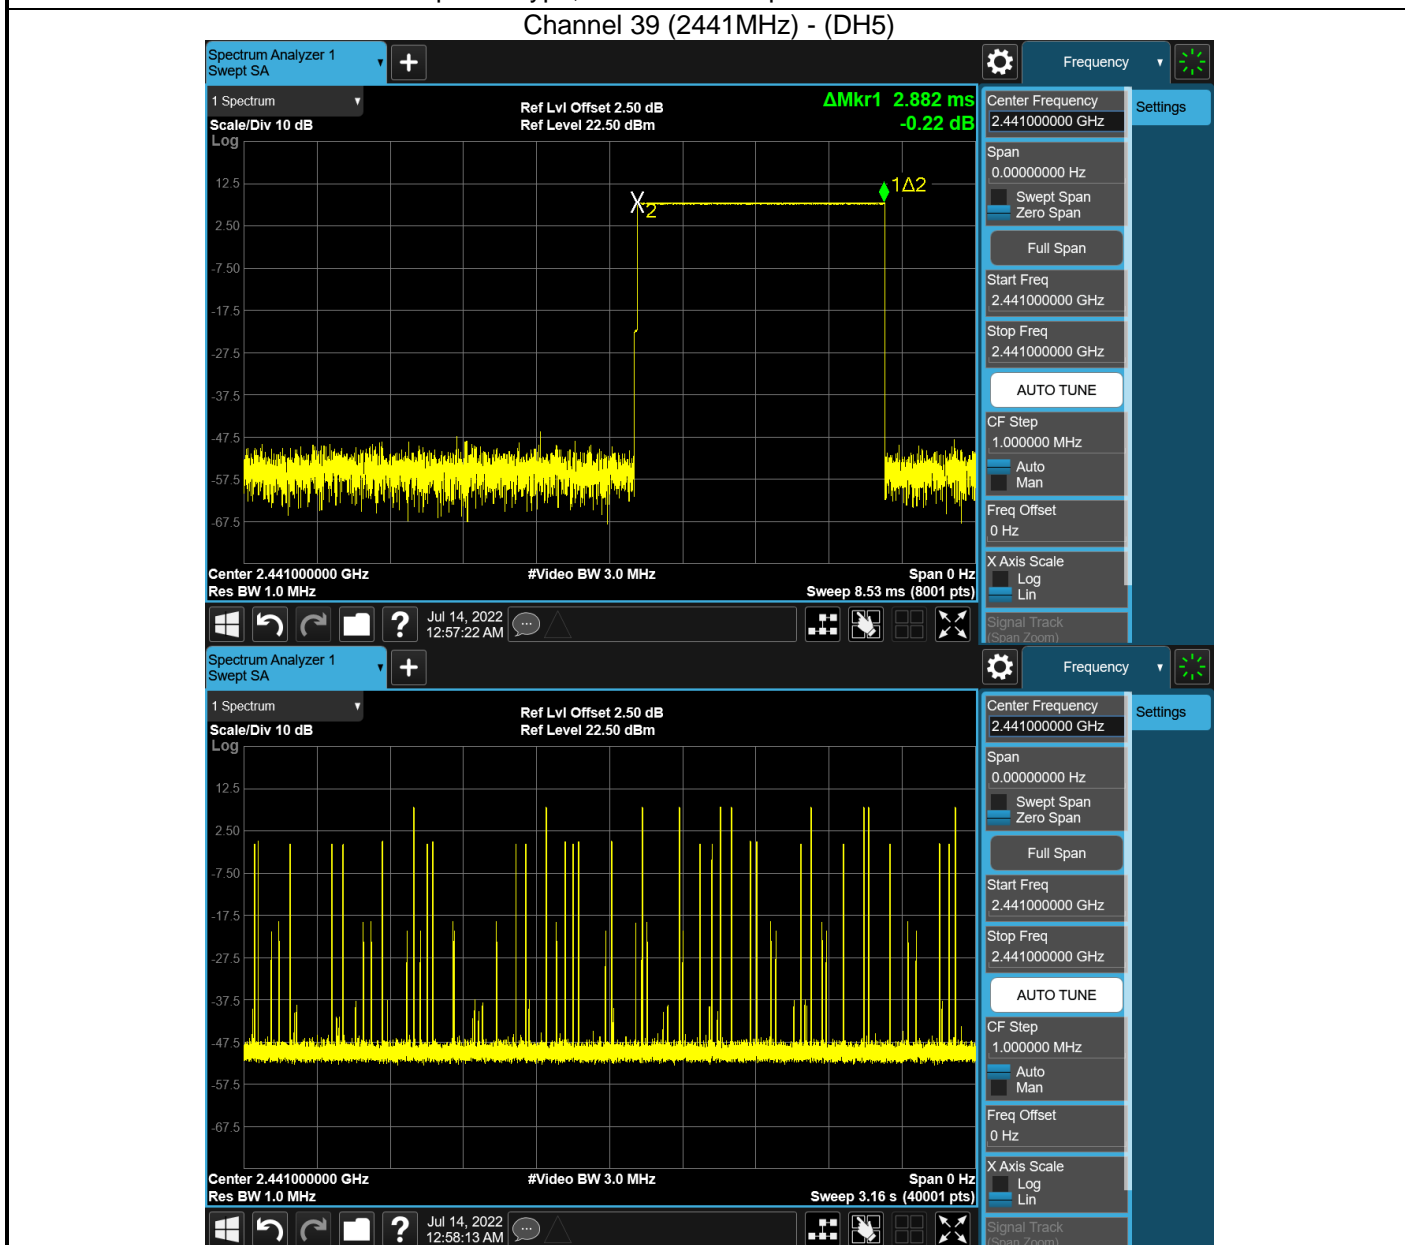 Channel 39 (2441MHz) - (DH5)
Spectrum Analyzer 1
Swept SA
Frequency
1 Spectrum
Scale/Div 10 dB
Log
Ref Lvl Offset 2.50 dB
Ref Level 22.50 dBm
ΔMkr1 2.882 ms
-0.22 dB
12.5
2.50
-7.50
-17.5
-27.5
-37.5
-47.5
-57.5
-67.5
2
1Δ2
Center 2.441000000 GHz
Res BW 1.0 MHz
#Video BW 3.0 MHz
Span 0 Hz
Sweep 8.53 ms (8001 pts)
Jul 14, 2022
12:57:22 AM
Center Frequency
2.441000000 GHz
Settings
Span
0.00000000 Hz
Swept Span
Zero Span
Full Span
Start Freq
2.441000000 GHz
Stop Freq
2.441000000 GHz
AUTO TUNE
CF Step
1.000000 MHz
Auto
Man
Freq Offset
0 Hz
X Axis Scale
Log
Lin
Signal Track
(Span Zoom)
Spectrum Analyzer 1
Swept SA
Frequency
1 Spectrum
Scale/Div 10 dB
Log
Ref Lvl Offset 2.50 dB
Ref Level 22.50 dBm
12.5
2.50
-7.50
-17.5
-27.5
-37.5
-47.5
-57.5
-67.5
Center 2.441000000 GHz
Res BW 1.0 MHz
#Video BW 3.0 MHz
Span 0 Hz
Sweep 3.16 s (40001 pts)
Jul 14, 2022
12:58:13 AM
Center Frequency
2.441000000 GHz
Settings
Span
0.00000000 Hz
Swept Span
Zero Span
Full Span
Start Freq
2.441000000 GHz
Stop Freq
2.441000000 GHz
AUTO TUNE
CF Step
1.000000 MHz
Auto
Man
Freq Offset
0 Hz
X Axis Scale
Log
Lin
Signal Track
(Span Zoom)